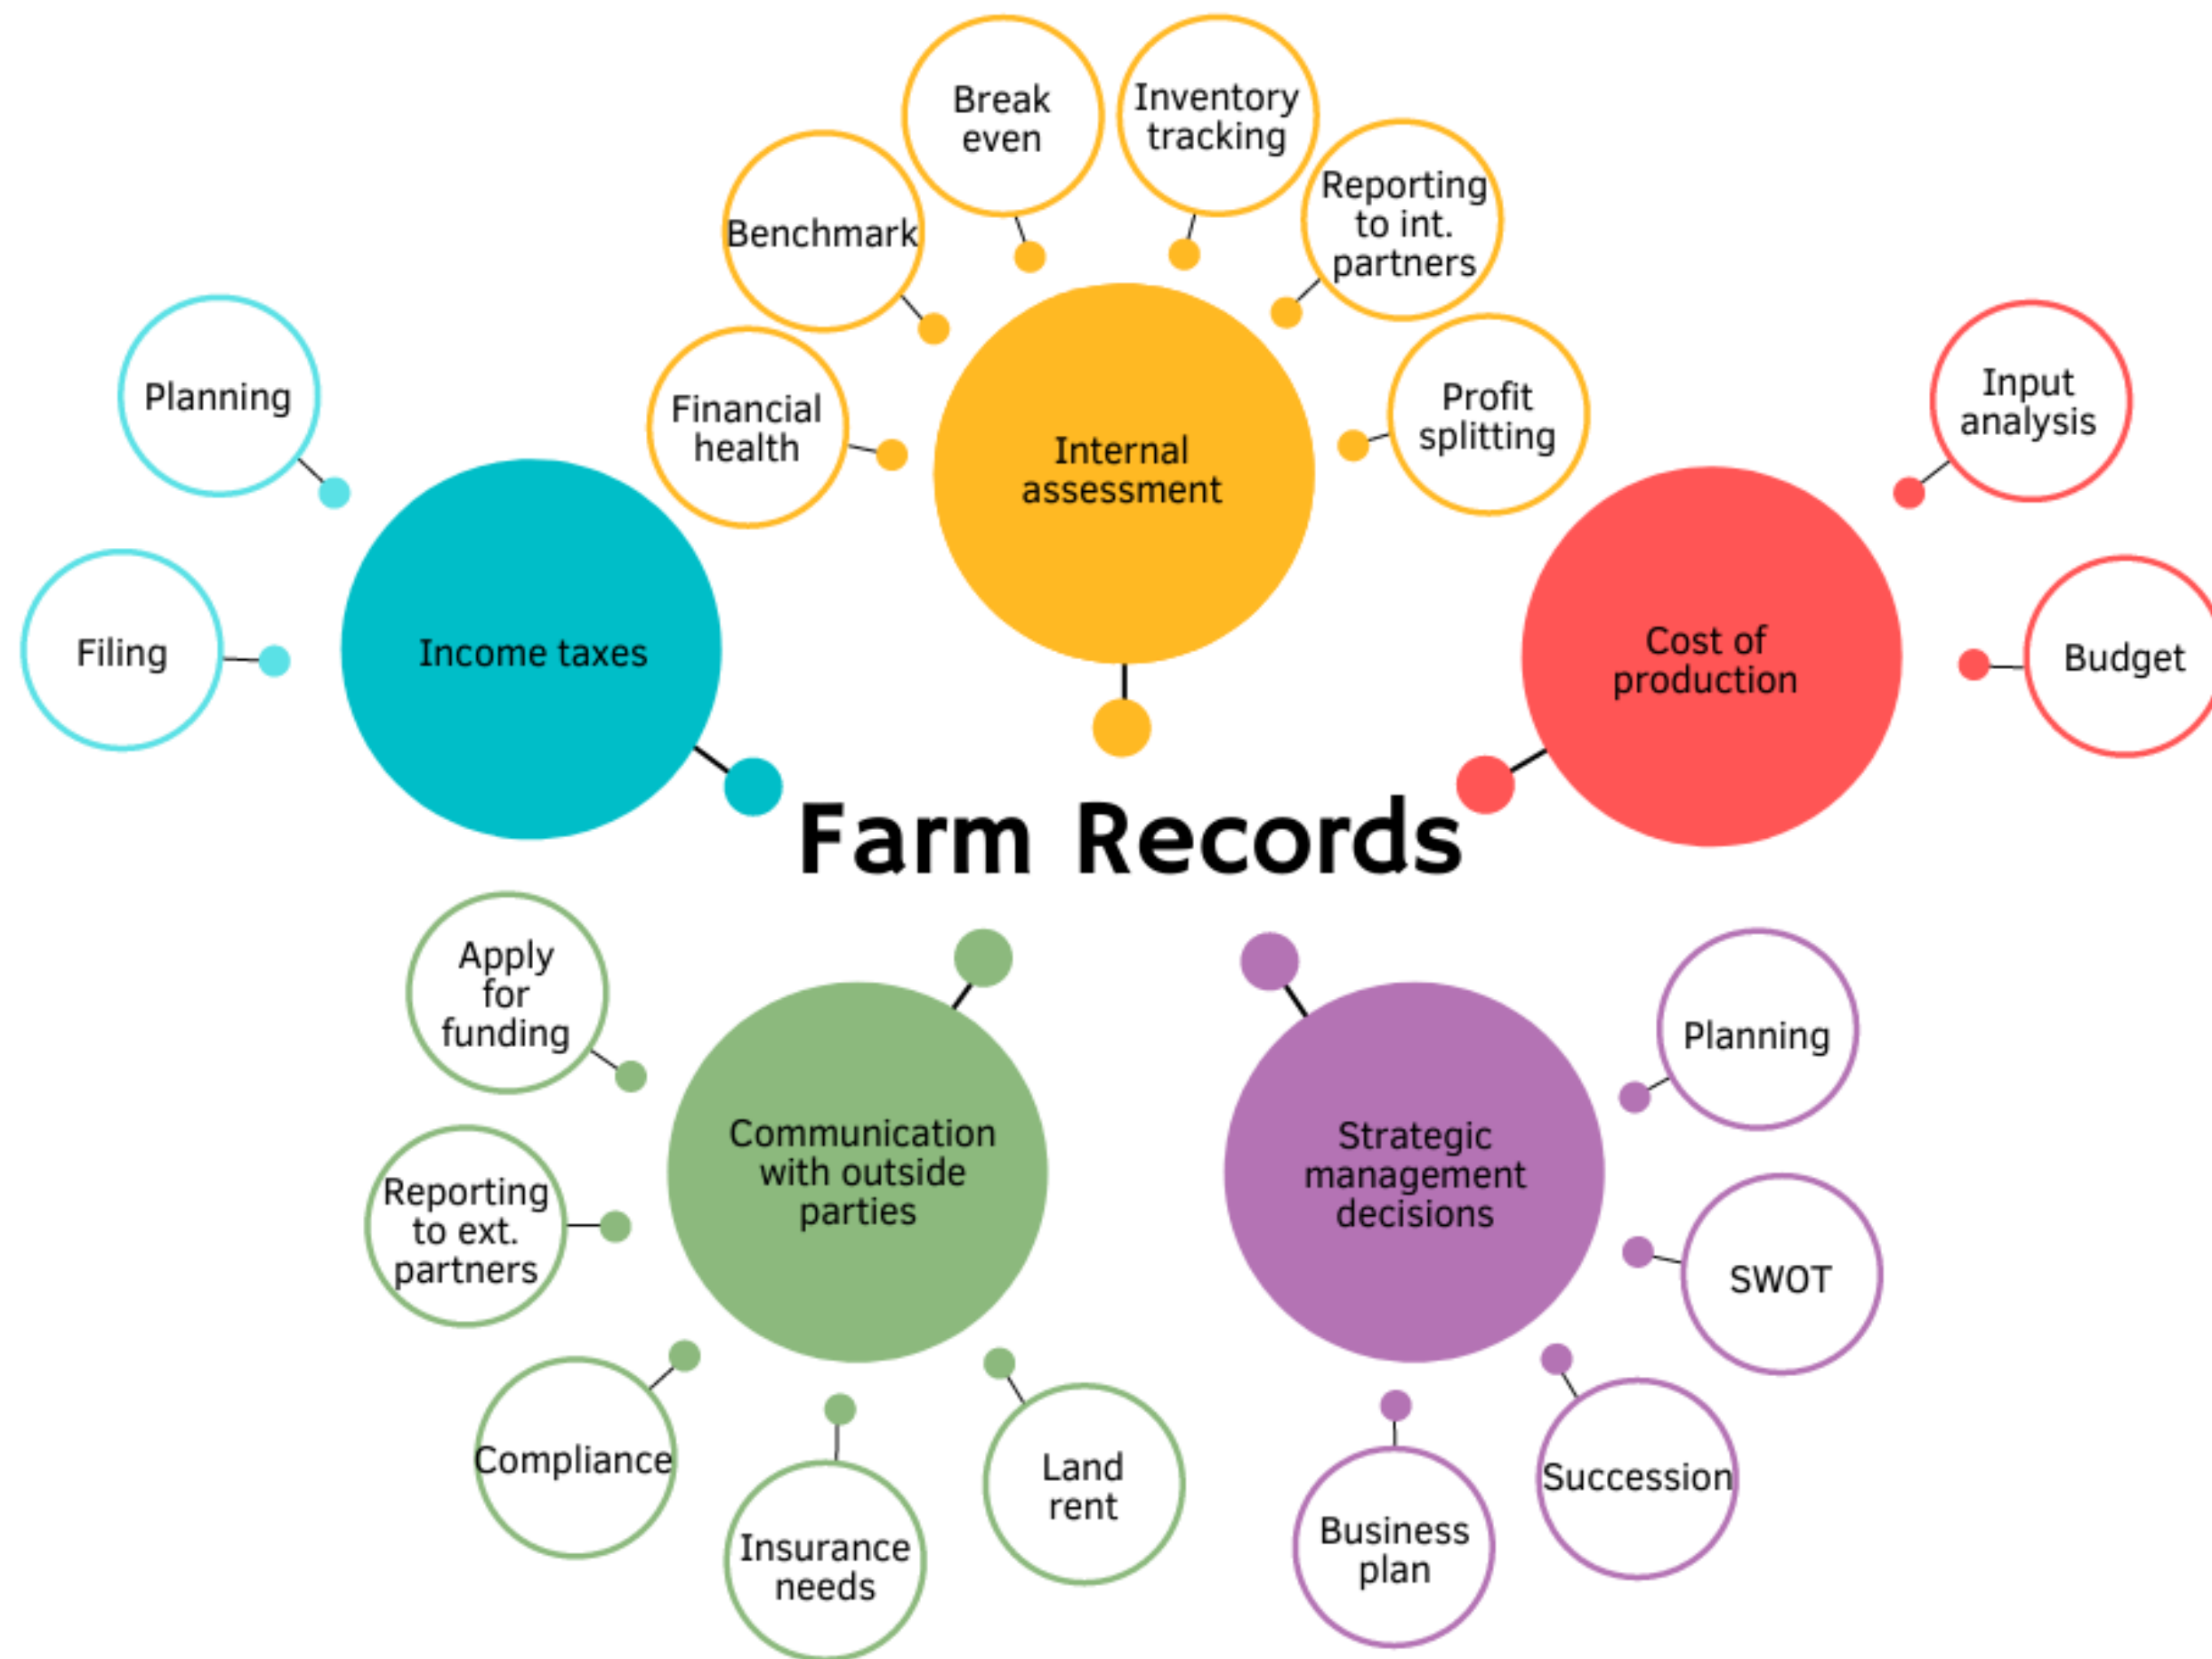 Break
even
Inventory
tracking
Reporting
to int.
partners
Benchmark
Planning
Financial
health
Internal
assessment
Profit
splitting
Input
analysis
Filing
Income taxes
Cost of
production
Budget
Farm Records
Apply
for
funding
Planning
Communication
with outside
parties
Strategic
management
decisions
Reporting
to ext.
partners
SWOT
Compliance
Insurance
needs
Land
rent
Business
plan
Succession